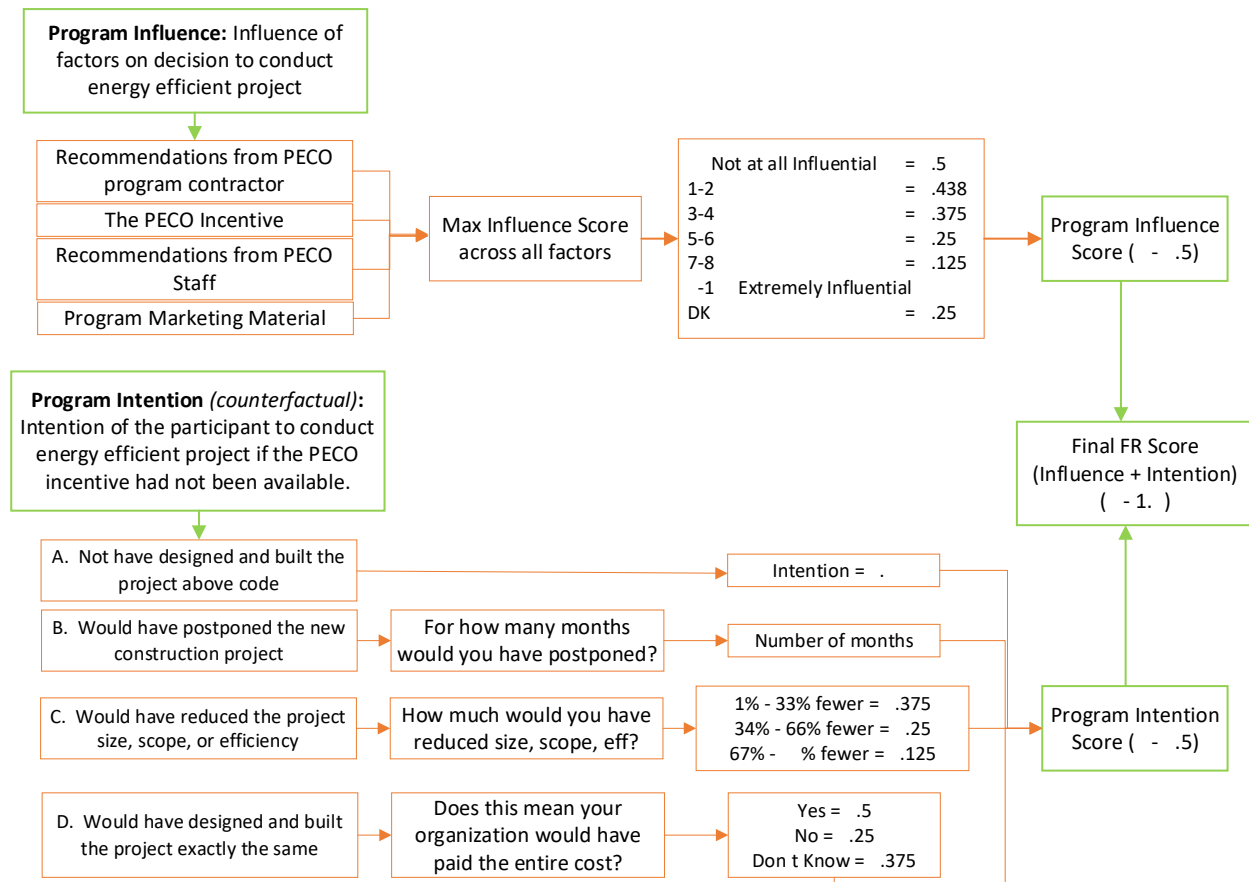 Program Influence: Influence of
factors on decision to conduct
energy efficient project
Recommendations from PECO
program contractor
The PECO Incentive
Recommendations from PECO
Staff
Program Marketing Material
Max Influence Score
across all factors
Not at all Influential = .5
1-2 = .438
3-4 = .375
5-6 = .25
7-8 = .125
-1 Extremely Influential
DK = .25
Program Influence
Score ( - .5)
Program Intention (counterfactual):
Intention of the participant to conduct
energy efficient project if the PECO
incentive had not been available.
Final FR Score
(Influence + Intention)
( - 1. )
A. Not have designed and built the
project above code
Intention = .
B. Would have postponed the new
construction project
For how many months
would you have postponed?
Number of months
C. Would have reduced the project
size, scope, or efficiency
How much would you have
reduced size, scope, eff?
1% - 33% fewer = .375
34% - 66% fewer = .25
67% - % fewer = .125
Program Intention
Score ( - .5)
D. Would have designed and built
the project exactly the same
Does this mean your
organization would have
paid the entire cost?
Yes = .5
No = .25
Don t Know = .375